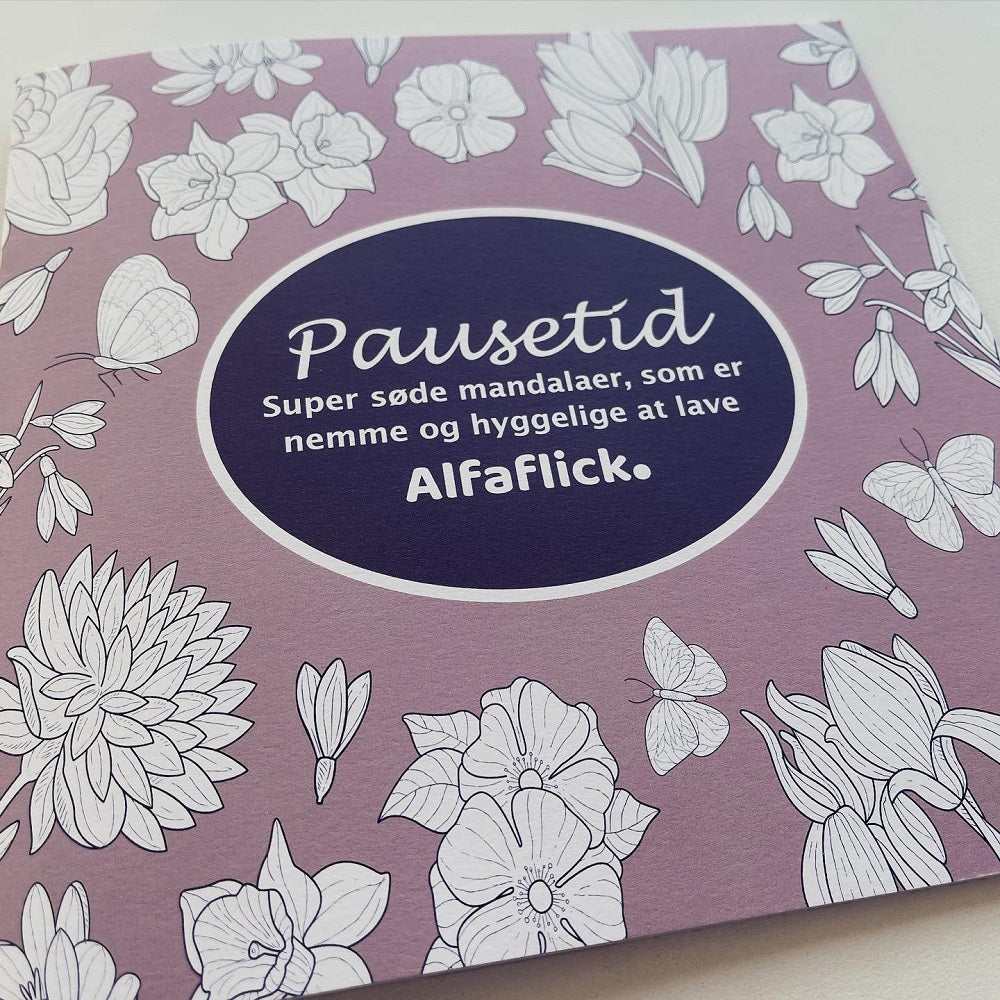 Pausetid
Super søde mandalaer, som er
nemme og hyggelige at lave
Alfaflick.